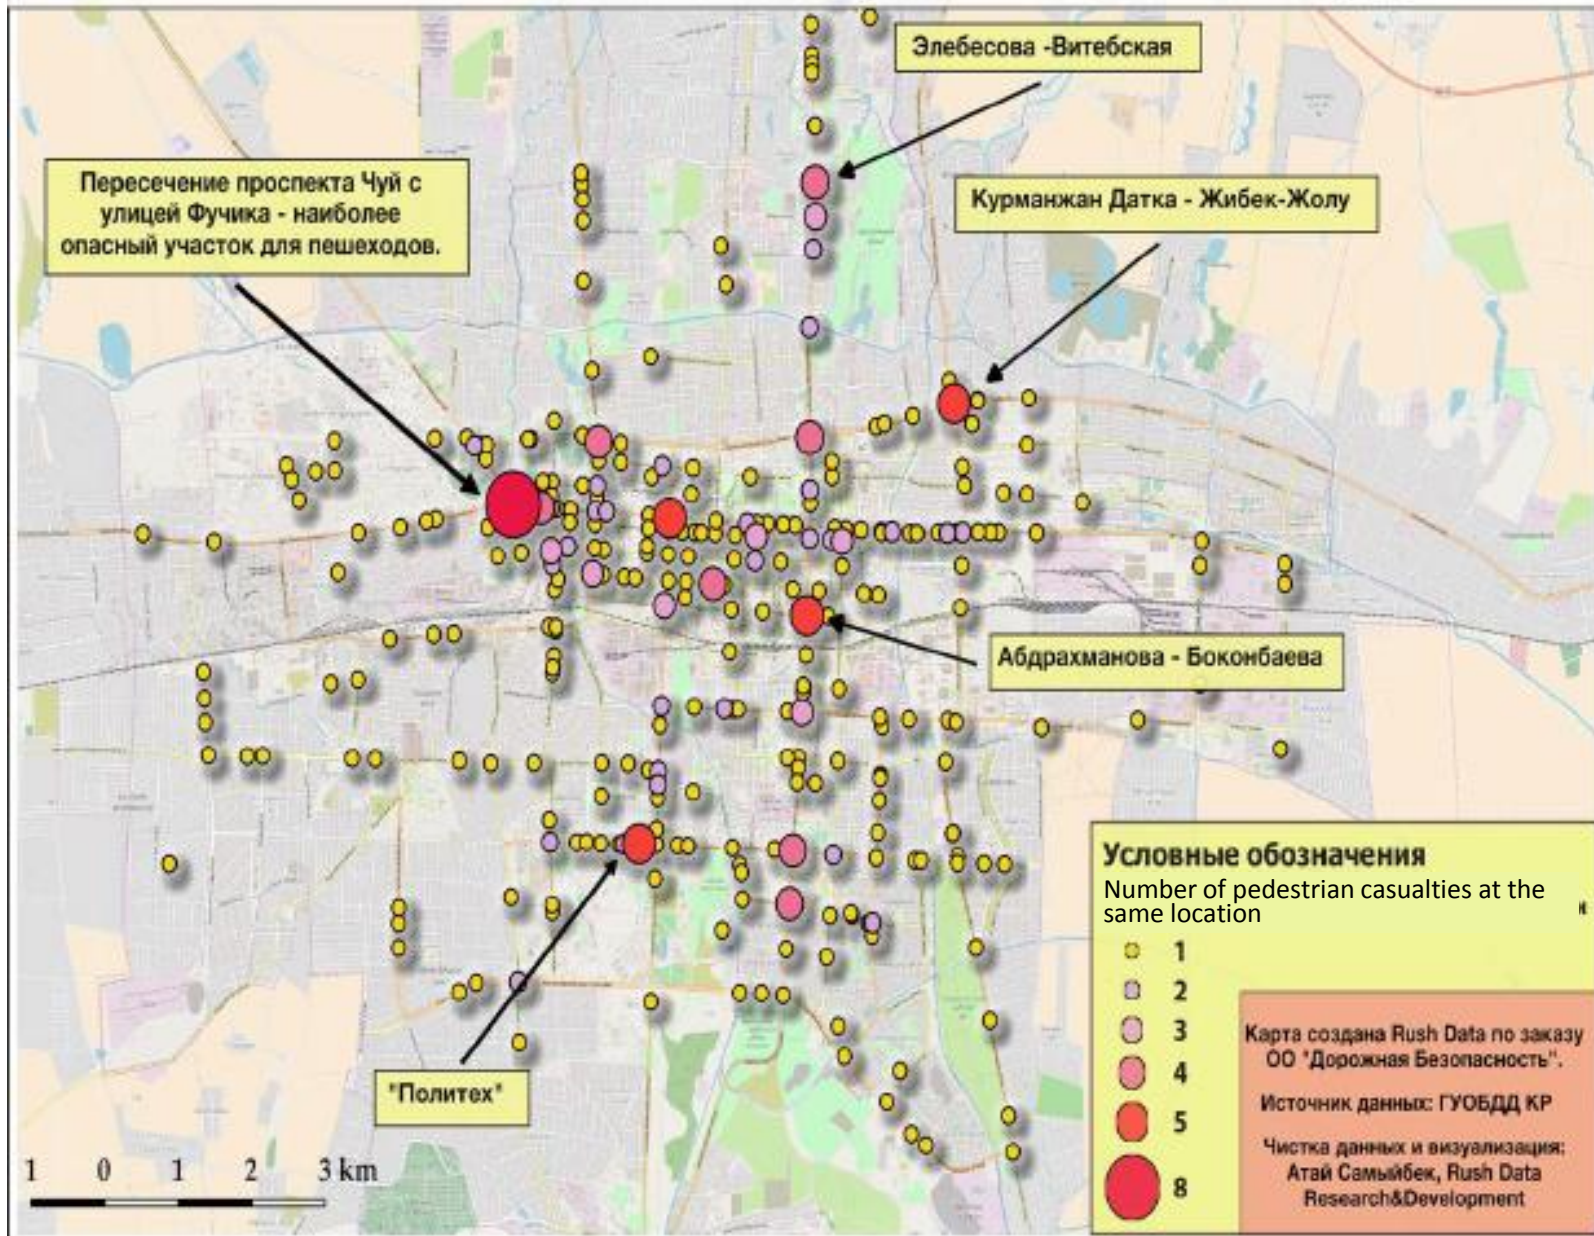 Элебесова -Витебская
Пересечение проспекта Чуй с
улицей Фучика - наиболее
опасный участок для пешеходов.
Курманжан Датка - Жибек-Жолу
Абдрахманова - Боконбаева
"Политех"
1 0 1 2 3 km
Условные обозначения
Number of pedestrian casualties at the
same location
1
2
3
4
5
8
Карта создана Rush Data по заказу
ОО "Дорожная Безопасность".
Источник данных: ГУОБДД КР
Чистка данных и визуализация:
Атай Самыйбек, Rush Data
Research&Development